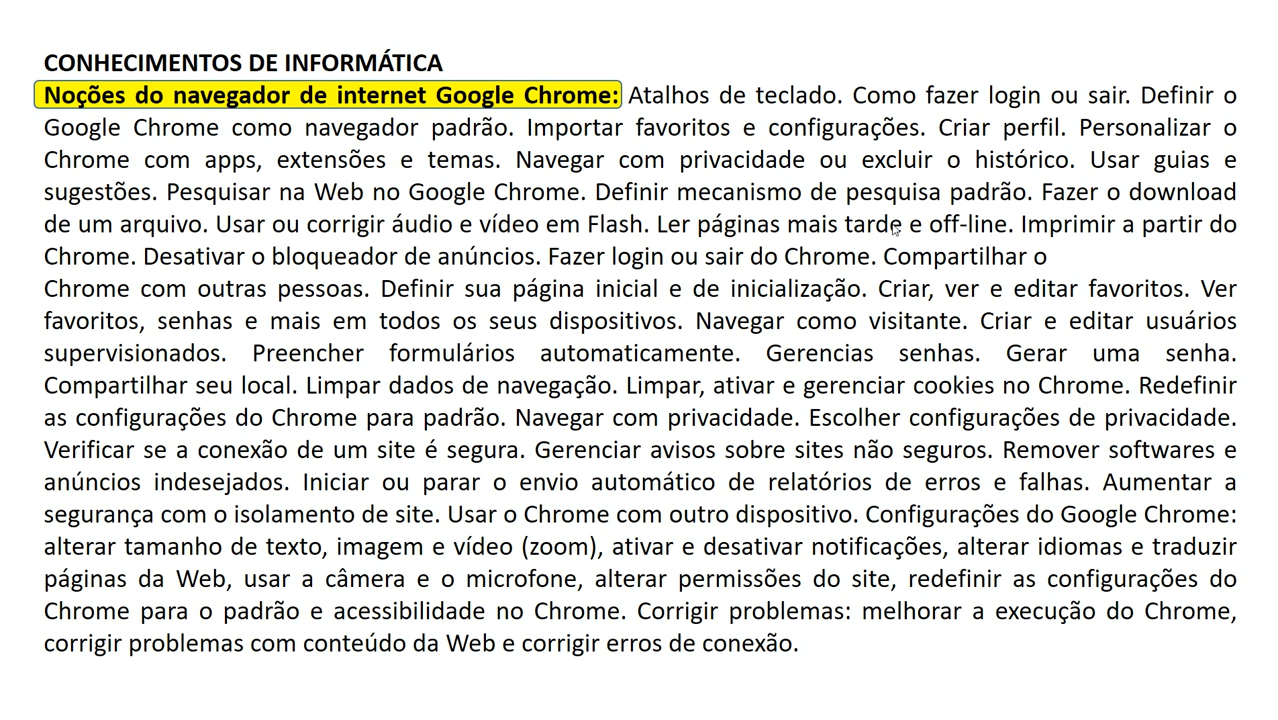 CONHECIMENTOS DE INFORMÁTICA
Noções do navegador de internet Google Chrome: Atalhos de teclado. Como fazer login ou sair. Definir o
Google Chrome como navegador padrão. Importar favoritos e configurações. Criar perfil. Personalizar o
Chrome com apps, extensões e temas. Navegar com privacidade ou excluir o histórico. Usar guias e
sugestões. Pesquisar na Web no Google Chrome. Definir mecanismo de pesquisa padrão. Fazer o download
de um arquivo. Usar ou corrigir áudio e vídeo em Flash. Ler páginas mais tarde e off-line. Imprimir a partir do
Chrome. Desativar o bloqueador de anúncios. Fazer login ou sair do Chrome. Compartilhar o
Chrome com outras pessoas. Definir sua página inicial e de inicialização. Criar, ver e editar favoritos. Ver
favoritos, senhas e mais em todos os seus dispositivos. Navegar como visitante. Criar e editar usuários
supervisionados. Preencher formulários automaticamente. Gerencias senhas. Gerar uma senha.
Compartilhar seu local. Limpar dados de navegação. Limpar, ativar e gerenciar cookies no Chrome. Redefinir
as configurações do Chrome para padrão. Navegar com privacidade. Escolher configurações de privacidade.
Verificar se a conexão de um site é segura. Gerenciar avisos sobre sites não seguros. Remover softwares e
anúncios indesejados. Iniciar ou parar o envio automático de relatórios de erros e falhas. Aumentar a
segurança com o isolamento de site. Usar o Chrome com outro dispositivo. Configurações do Google Chrome:
alterar tamanho de texto, imagem e vídeo (zoom), ativar e desativar notificações, alterar idiomas e traduzir
páginas da Web, usar a câmera e o microfone, alterar permissões do site, redefinir as configurações do
Chrome para o padrão e acessibilidade no Chrome. Corrigir problemas: melhorar a execução do Chrome,
corrigir problemas com conteúdo da Web e corrigir erros de conexão.